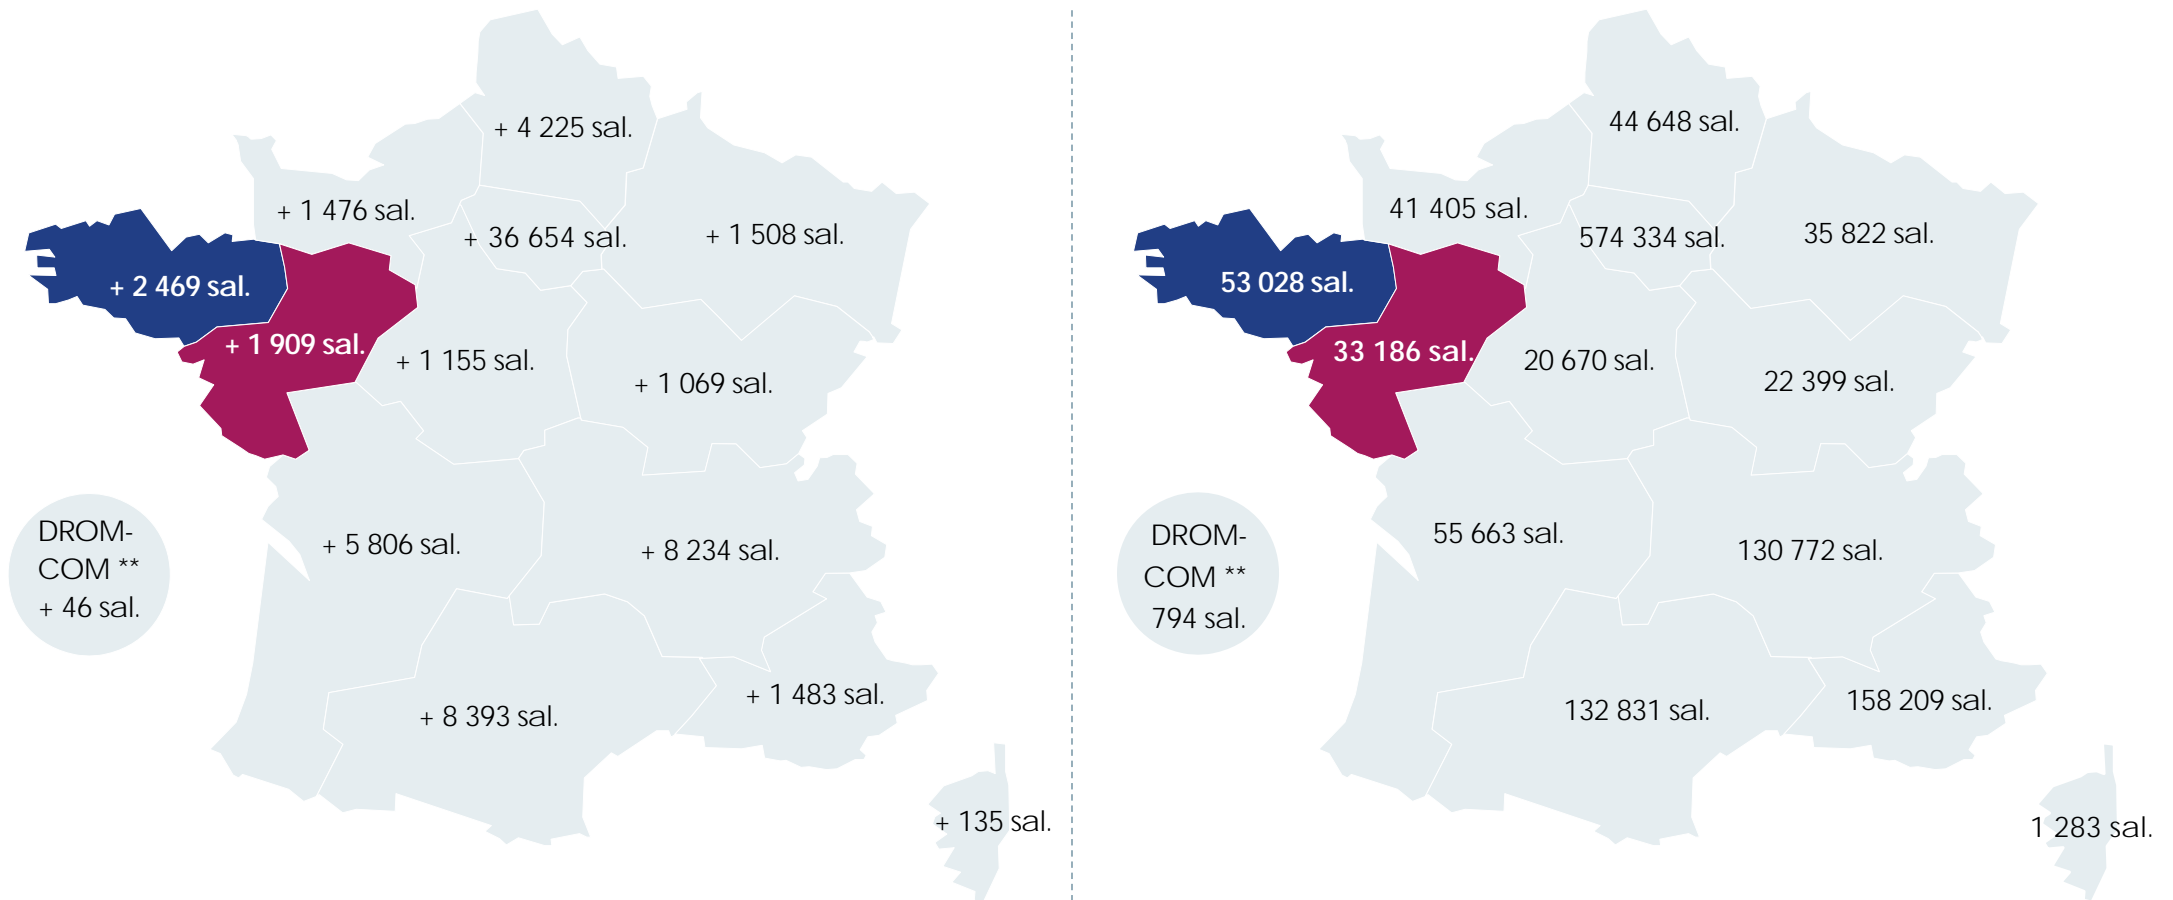 + 4 225 sal.
+ 1 476 sal.
+ 36 654 sal.
+ 1 508 sal.
+ 2 469 sal.
+ 1 909 sal.
+ 1 155 sal.
+ 1 069 sal.
DROM-
COM **
+ 46 sal.
+ 5 806 sal.
+ 8 234 sal.
+ 8 393 sal.
+ 1 483 sal.
+ 135 sal.
44 648 sal.
41 405 sal.
574 334 sal.
35 822 sal.
53 028 sal.
33 186 sal.
20 670 sal.
22 399 sal.
DROM-
COM **
794 sal.
55 663 sal.
130 772 sal.
132 831 sal.
158 209 sal.
1 283 sal.